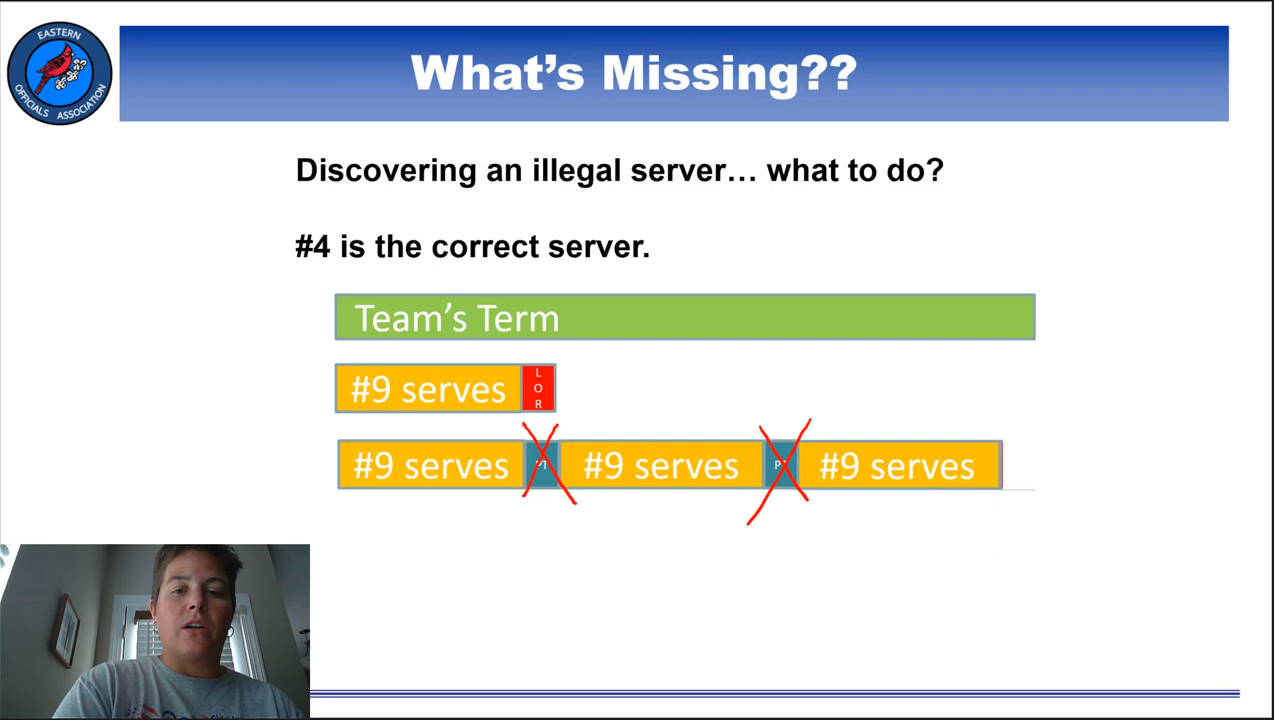 EASTERN
OFFICIALS ASSOCIATION
What's Missing??
Discovering an illegal server… what to do?
#4 is the correct server.
Team's Term
#9 serves LOR
#9 serves #9 serves #9 serves